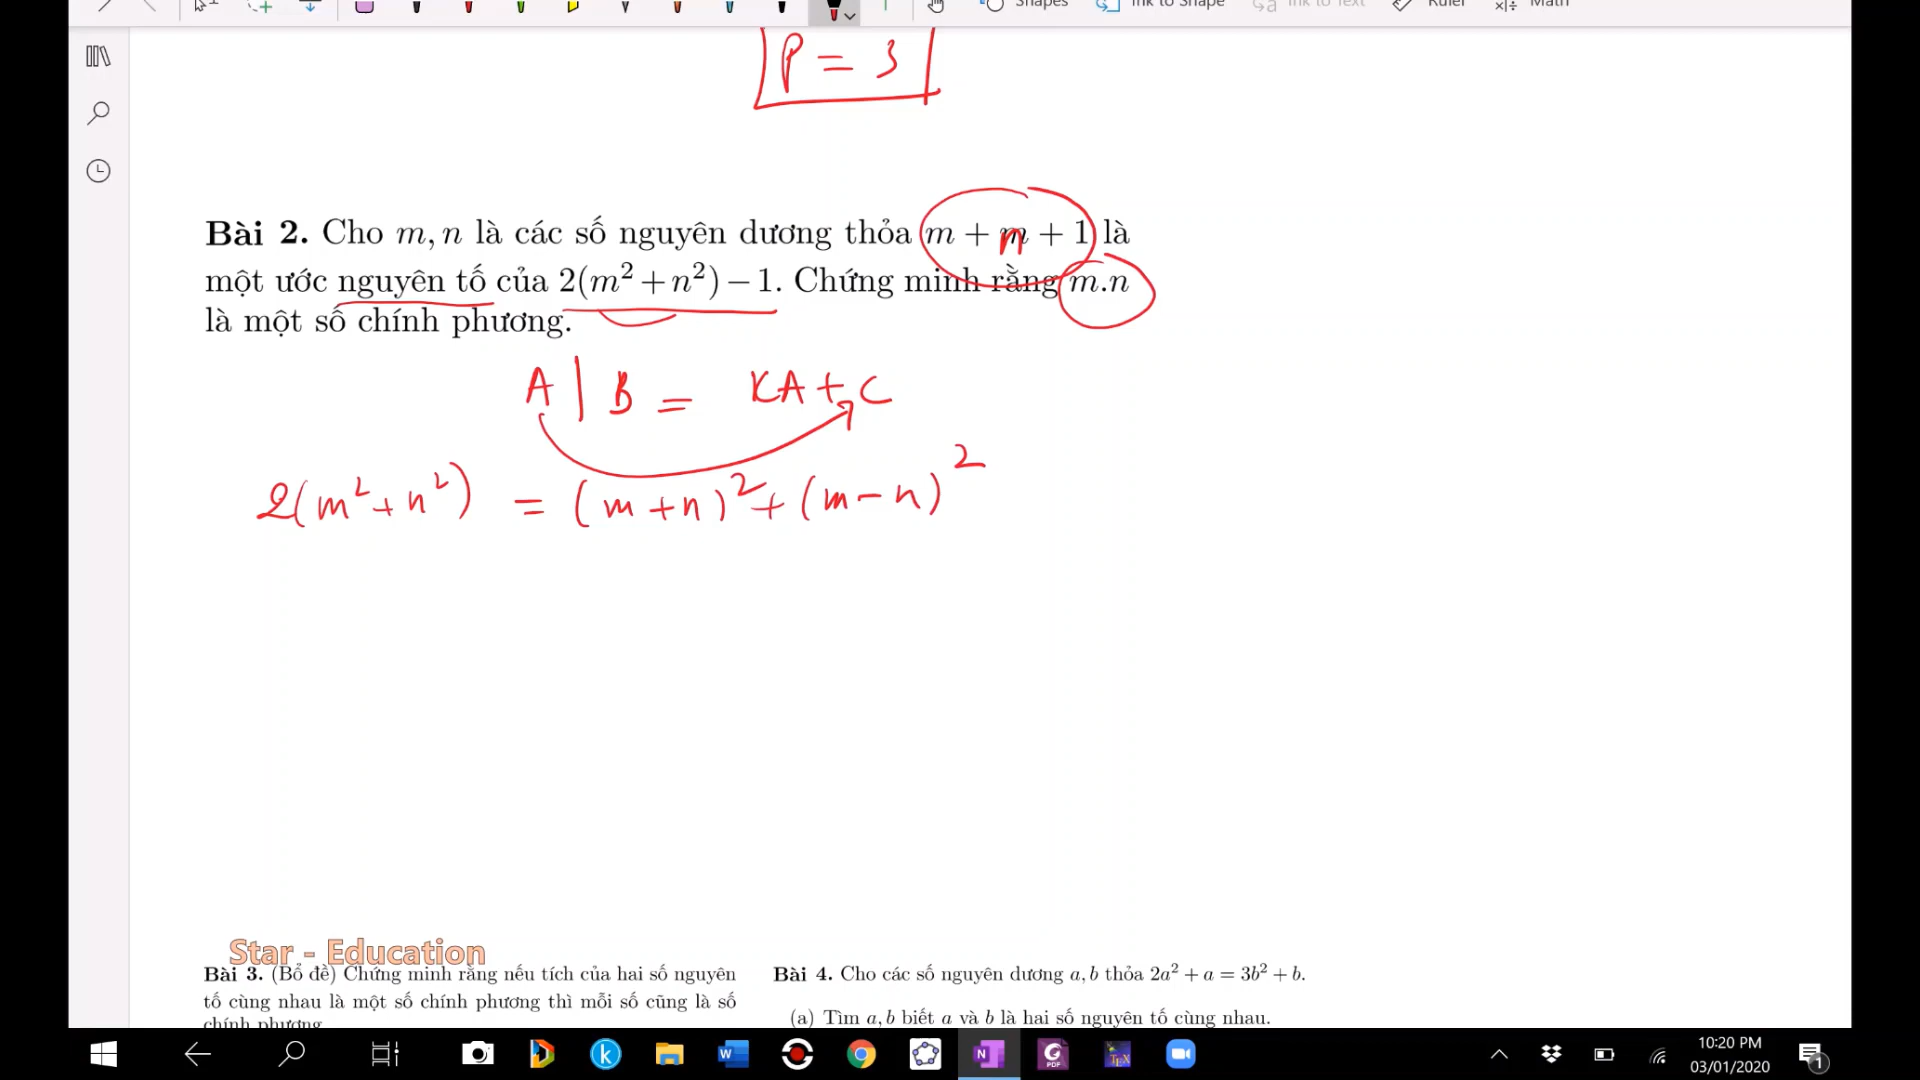 Shapes Ink to Shape Ink to Text Ruler Math
P = 3
Bài 2. Cho m, n là các số nguyên dương thỏa m + n + 1 là
một ước nguyên tố của 2(m² + n²) − 1. Chứng minh rằng m.n
là một số chính phương.
A | B = KA + C
2(m² + n²) = (m + n)² + (m − n)²
Star - Education
Bài 3. (Bổ đề) Chứng minh rằng nếu tích của hai số nguyên
tố cùng nhau là một số chính phương thì mỗi số cũng là số
chính phương
Bài 4. Cho các số nguyên dương a, b thỏa 2a² + a = 3b² + b.
(a) Tìm a, b biết a và b là hai số nguyên tố cùng nhau.
10:20 PM
03/01/2020
1